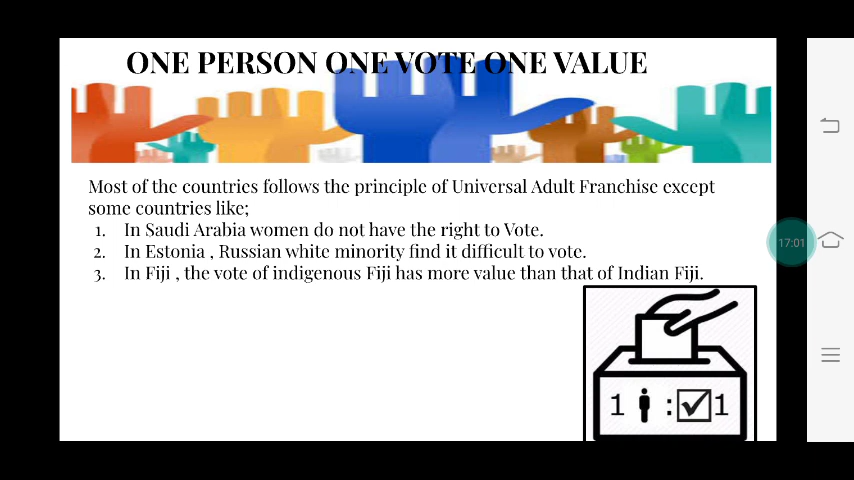 ONE PERSON ONE VOTE ONE VALUE
Most of the countries follows the principle of Universal Adult Franchise except
some countries like;
1. In Saudi Arabia women do not have the right to Vote.
2. In Estonia , Russian white minority find it difficult to vote.
3. In Fiji , the vote of indigenous Fiji has more value than that of Indian Fiji.
17:01
1 : 1